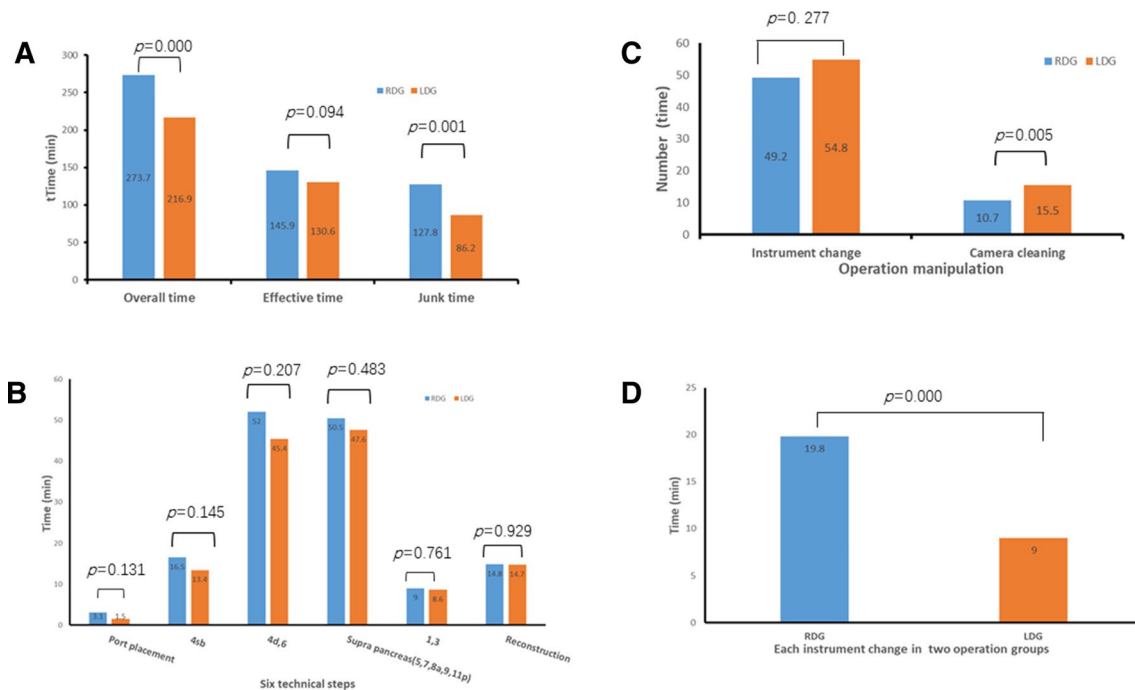 A
p=0.000
300
250
200
150
100
50
0
tTime (min)
RDG LDG
p=0.094
p=0.001
273.7
216.9
145.9
130.6
127.8
86.2
Overall time Effective time Junk time
B
60
50
40
30
20
10
0
Time (min)
RDG LDG
p=0.131
p=0.145
p=0.207
p=0.483
p=0.761
p=0.929
3.1
1.5
16.5
13.4
52
45.4
50.5
47.6
9
8.6
14.8
14.7
Port placement
4sb
4d,6
Supra pancreas(5,7,8a,9,11p)
1,3
Reconstruction
Six technical steps
C
p=0. 277
60
50
40
30
20
10
0
Number (time)
RDG LDG
p=0.005
49.2
54.8
10.7
15.5
Instrument change Camera cleaning
Operation manipulation
D
25
20
15
10
5
0
Time (min)
p=0.000
19.8
9
RDG LDG
Each instrument change in two operation groups